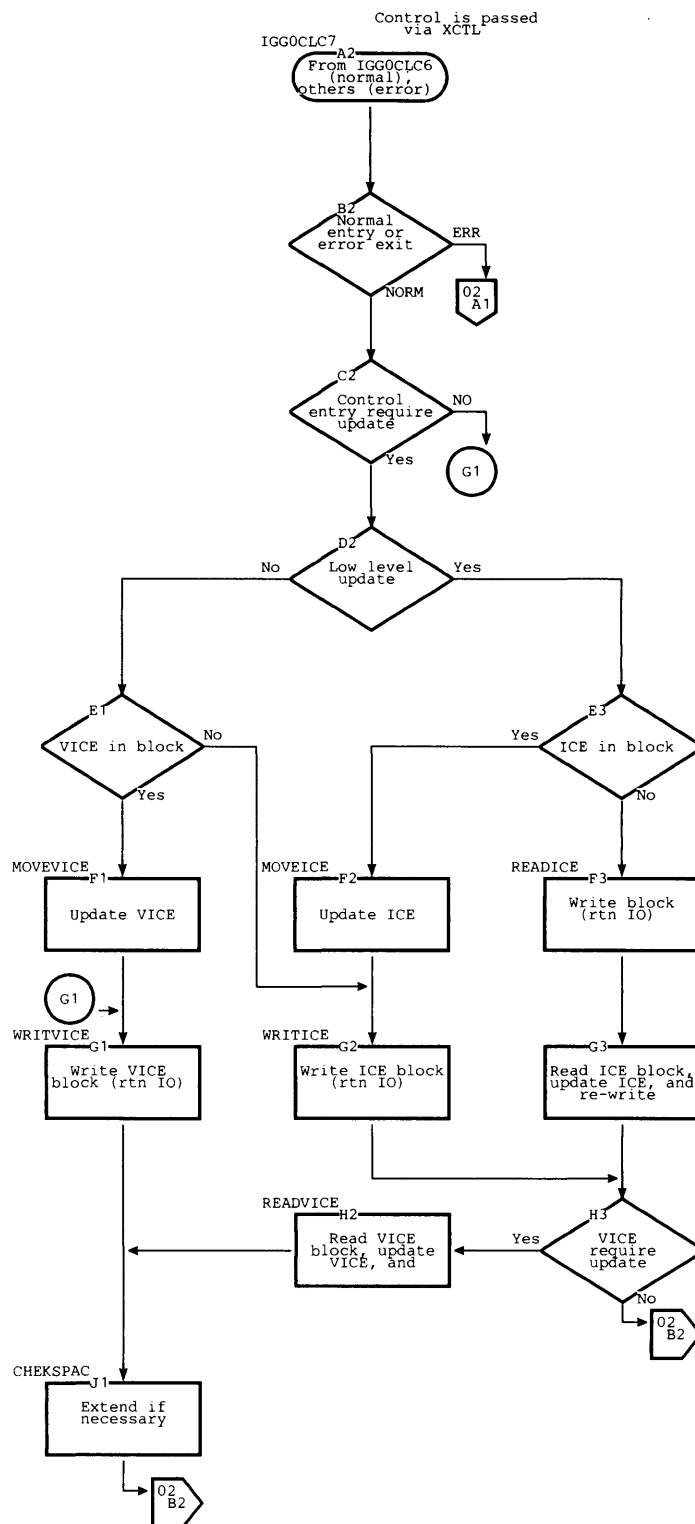 Control is passed
via XCTL
IGG0CLC7
A2
From IGG0CLC6
(normal),
others (error)
B2
Normal
entry or
error exit
ERR
NORM
02
A1
C2
Control
entry require
update
NO
Yes
G1
D2
Low level
update
No
Yes
E1
VICE in block
No
Yes
E3
ICE in block
Yes
No
MOVEVICE
F1
Update VICE
MOVEICE
F2
Update ICE
READICE
F3
Write block
(rtn IO)
G1
WRITVICE
G1
Write VICE
block (rtn IO)
WRITICE
G2
Write ICE block
(rtn IO)
G3
Read ICE block,
update ICE, and
re-write
READVICE
H2
Read VICE
block, update
VICE, and
H3
VICE
require
update
Yes
No
02
B2
CHEKSPAC
J1
Extend if
necessary
02
B2